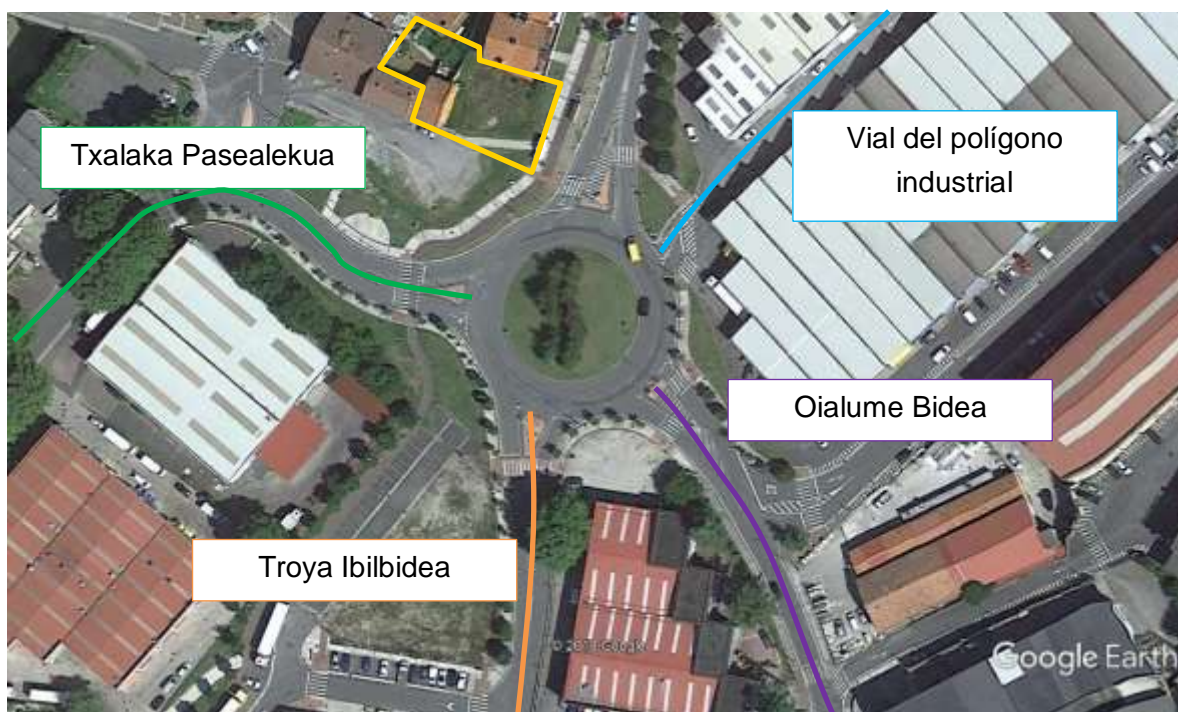 Txalaka Pasealekua
Vial del polígono
industrial
Oialume Bidea
Troya Ibilbidea
Google Earth